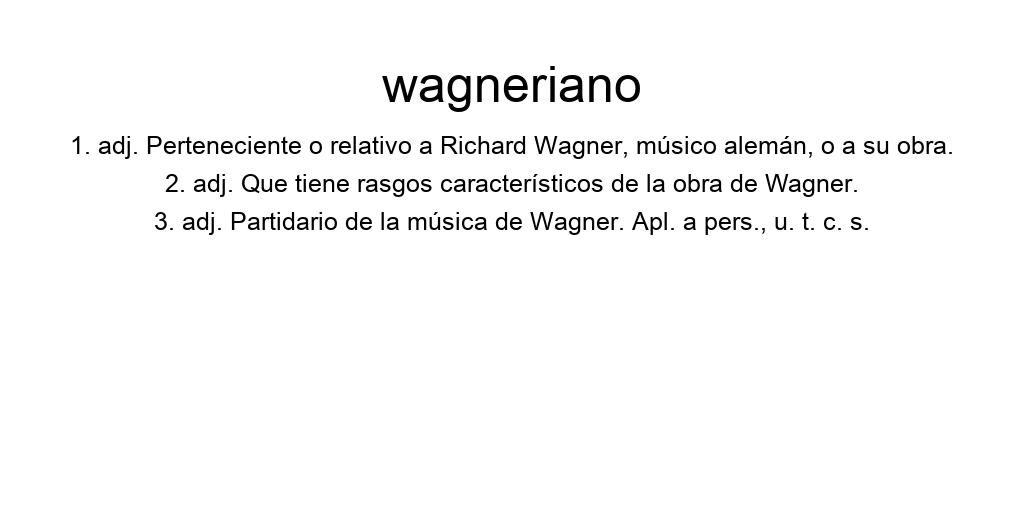 wagneriano
1. adj. Perteneciente o relativo a Richard Wagner, músico alemán, o a su obra.
2. adj. Que tiene rasgos característicos de la obra de Wagner.
3. adj. Partidario de la música de Wagner. Apl. a pers., u. t. c. s.